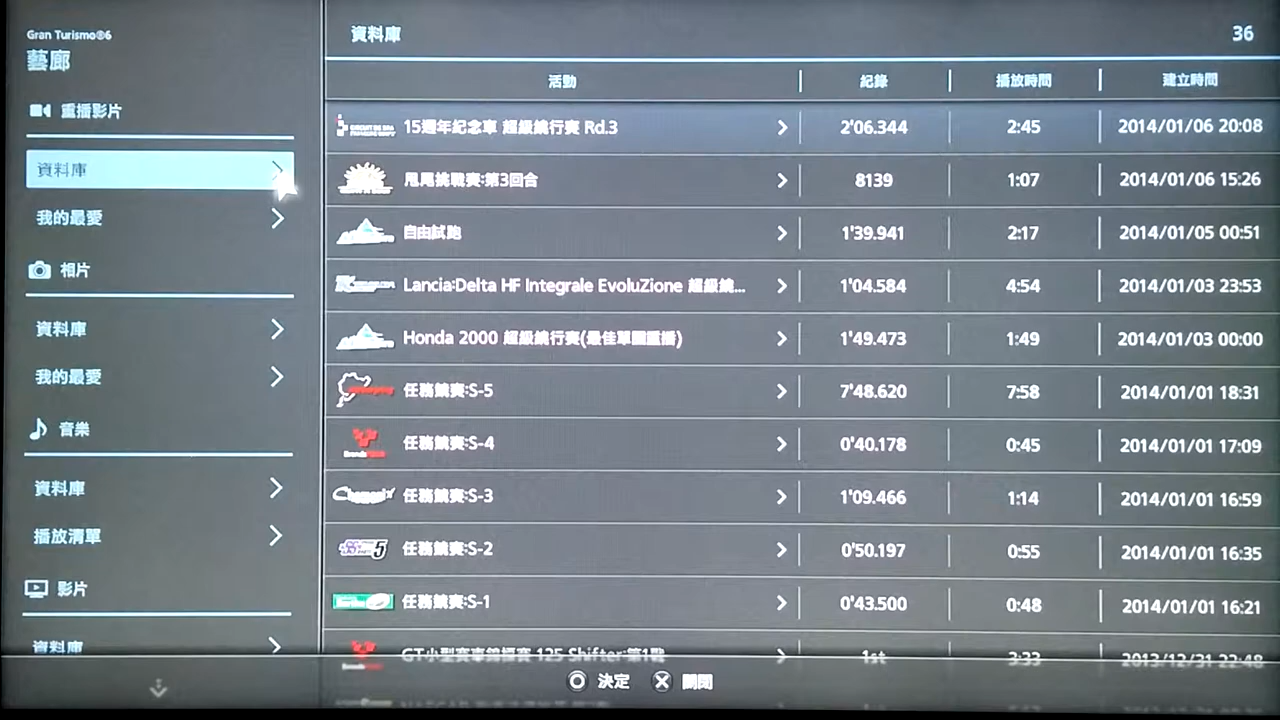 Gran Turismo®6
藝廊
重播影片
資料庫
我的最愛
相片
資料庫
我的最愛
音樂
資料庫
播放清單
影片
資料庫
資料庫 36
活動 紀錄 播放時間 建立時間
15週年紀念車 超級繞行賽 Rd.3 2'06.344 2:45 2014/01/06 20:08
甩尾挑戰賽:第3回合 8139 1:07 2014/01/06 15:26
自由試跑 1'39.941 2:17 2014/01/05 00:51
Lancia:Delta HF Integrale EvoluZione 超級繞... 1'04.584 4:54 2014/01/03 23:53
Honda 2000 超級繞行賽(最佳單圈重播) 1'49.473 1:49 2014/01/03 00:00
任務競賽:S-5 7'48.620 7:58 2014/01/01 18:31
任務競賽:S-4 0'40.178 0:45 2014/01/01 17:09
任務競賽:S-3 1'09.466 1:14 2014/01/01 16:59
5 任務競賽:S-2 0'50.197 0:55 2014/01/01 16:35
任務競賽:S-1 0'43.500 0:48 2014/01/01 16:21
GT小型賽車錦標賽 125 Shifter:第1戰 1st 3:33 2013/12/31 22:48
決定 關閉